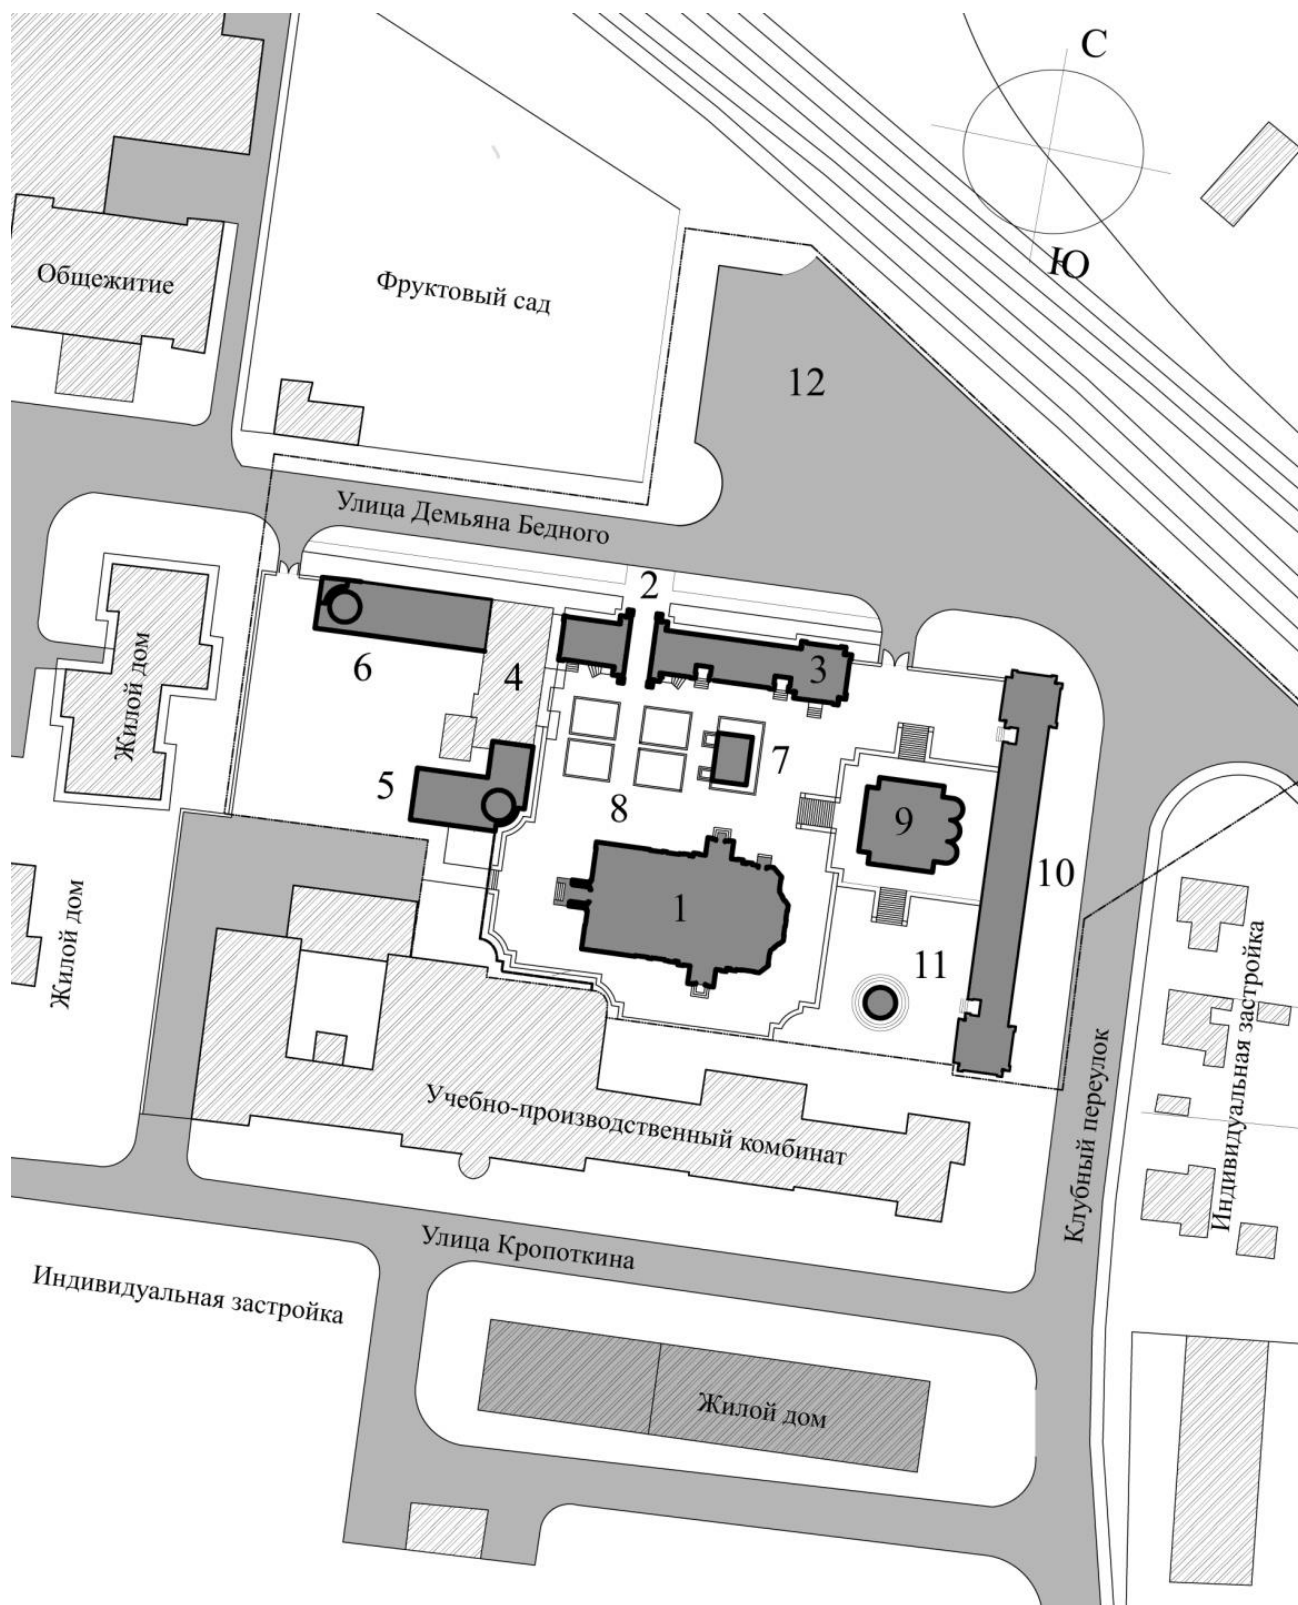 С
Ю
Общежитие
Фруктовый сад
12
Улица Демьяна Бедного
2
6
4
3
Жилой дом
5
7
8
9
10
1
11
Жилой дом
Индивидуальная застройка
Учебно-производственный комбинат
Клубный переулок
Улица Кропоткина
Индивидуальная застройка
Жилой дом